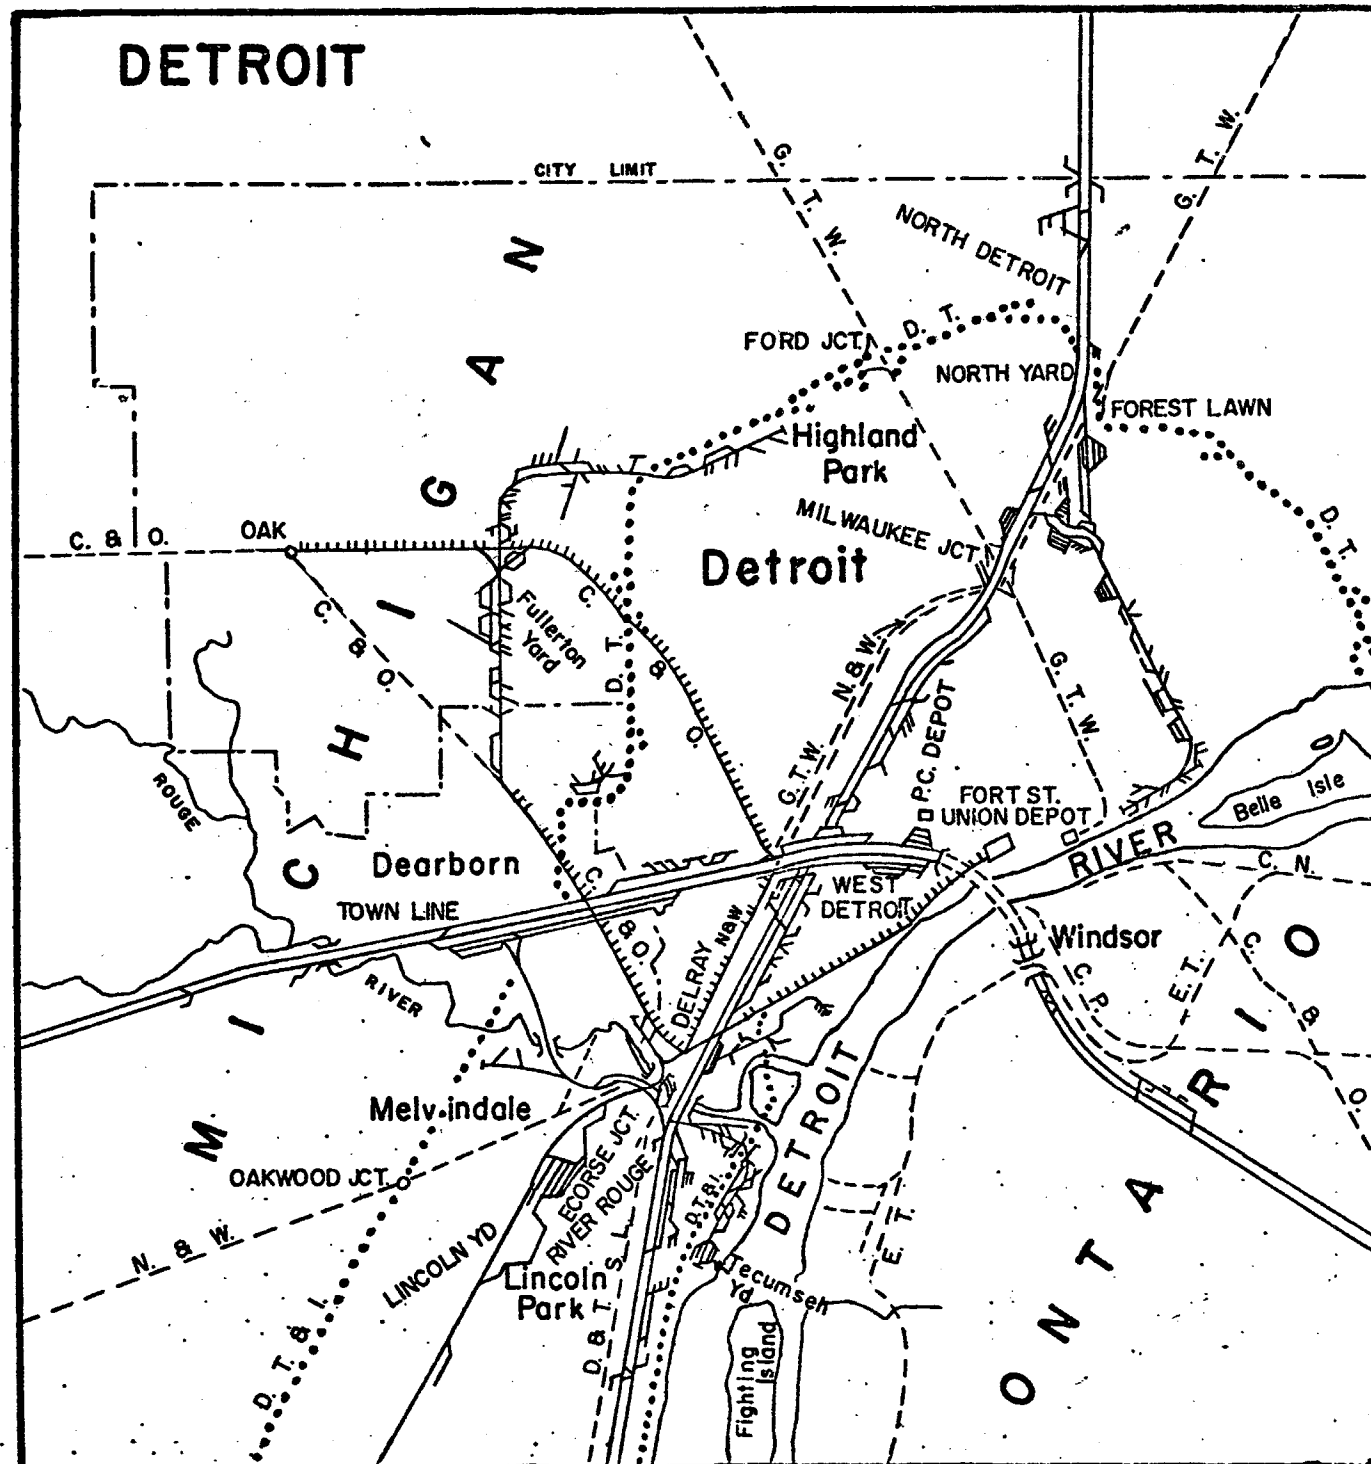 DETROIT
CITY LIMIT
G. T. W.
G. T. W.
NORTH DETROIT
D. T.
FORD JCT.
NORTH YARD
FOREST LAWN
Highland
Park
MILWAUKEE JCT.
D. T.
C. & O.
OAK
Detroit
C. & O.
Fullerton
Yard
D. T.
C. & O.
N. & W.
G. T. W.
G. T. W.
P.C. DEPOT
FORT ST.
UNION DEPOT
Belle Isle
RIVER
ROUGE
Dearborn
TOWN LINE
C. & O.
WEST
DETROIT
C. N.
Windsor
DELRAY
N&W
RIVER
C. P.
E. T.
C. & O.
Melvindale
DETROIT
OAKWOOD JCT.
ECORSE JCT.
RIVER ROUGE
D. T. & I.
N. & W.
LINCOLN YD
Lincoln
Park
Tecumseh
Yd.
E. T.
D. & T. S. L.
D. T. & I.
Fighting
Island
MICHIGAN
ONTARIO